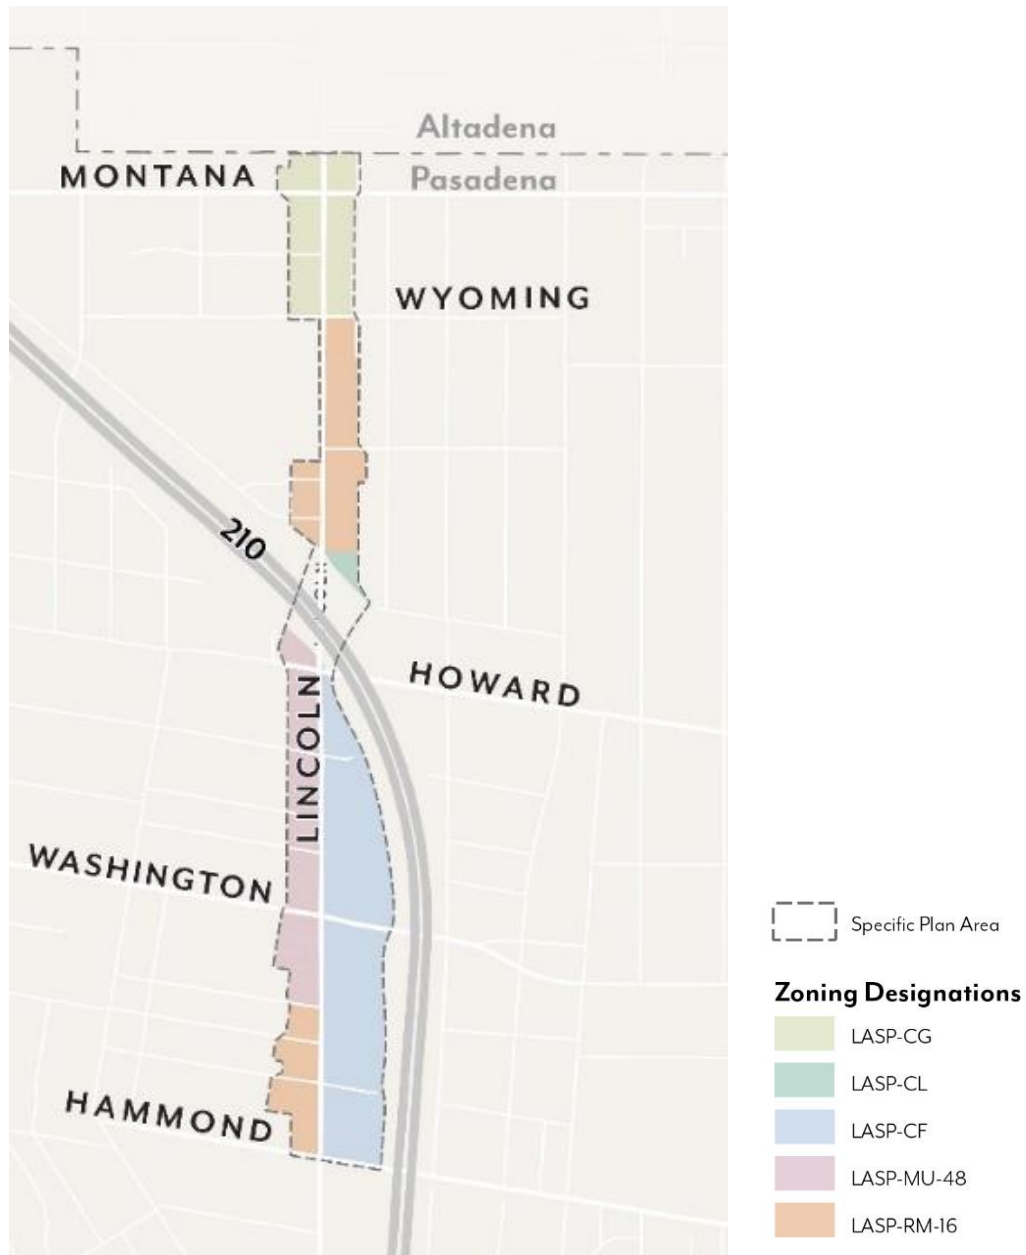 Altadena
MONTANA
Pasadena
WYOMING
210
HOWARD
LINCOLN
WASHINGTON
HAMMOND
Specific Plan Area
Zoning Designations
LASP-CG
LASP-CL
LASP-CF
LASP-MU-48
LASP-RM-16